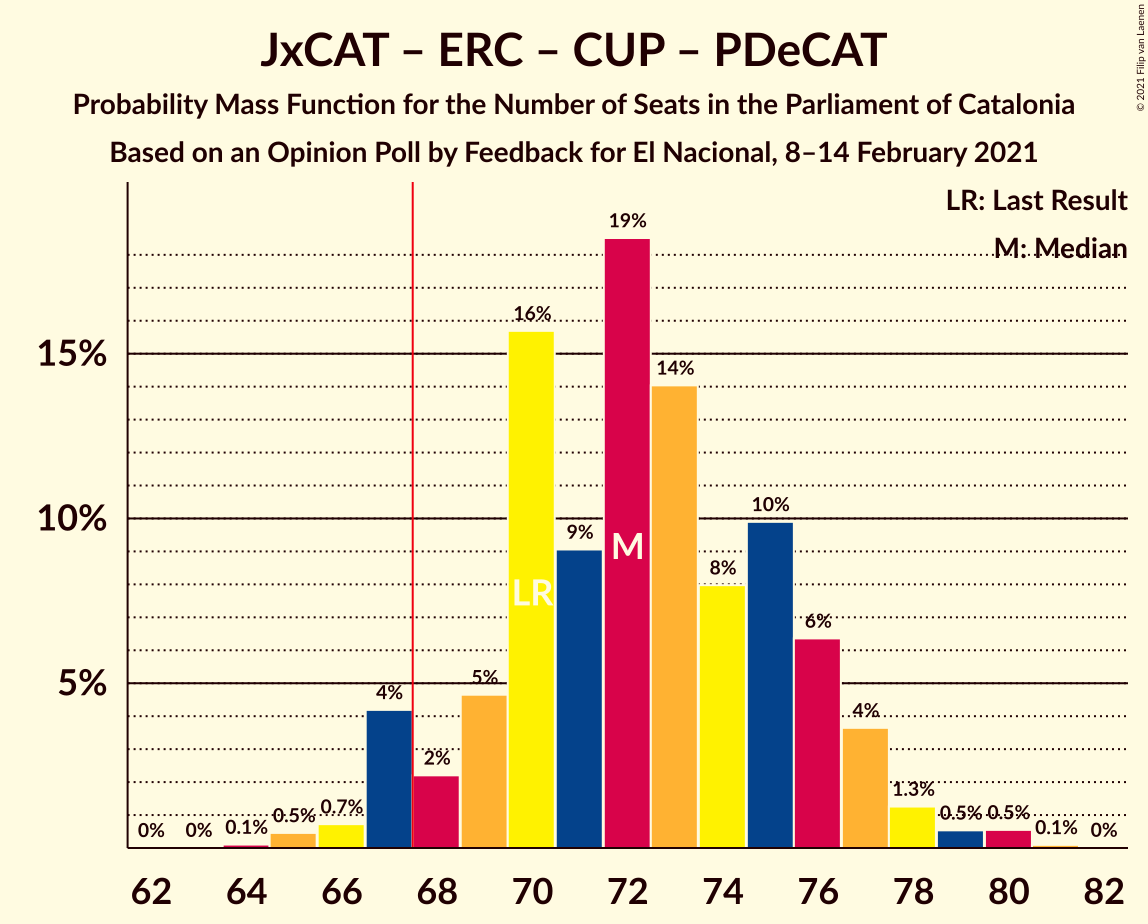 JxCAT – ERC – CUP – PDeCAT
Probability Mass Function for the Number of Seats in the Parliament of Catalonia
Based on an Opinion Poll by Feedback for El Nacional, 8–14 February 2021
© 2021 Filip van Laenen
LR: Last Result
M: Median
15%
10%
5%
0%
0%
0.1%
0.5%
0.7%
4%
2%
5%
16%
9%
19%
14%
8%
10%
6%
4%
1.3%
0.5%
0.5%
0.1%
0%
LR
M
62 64 66 68 70 72 74 76 78 80 82